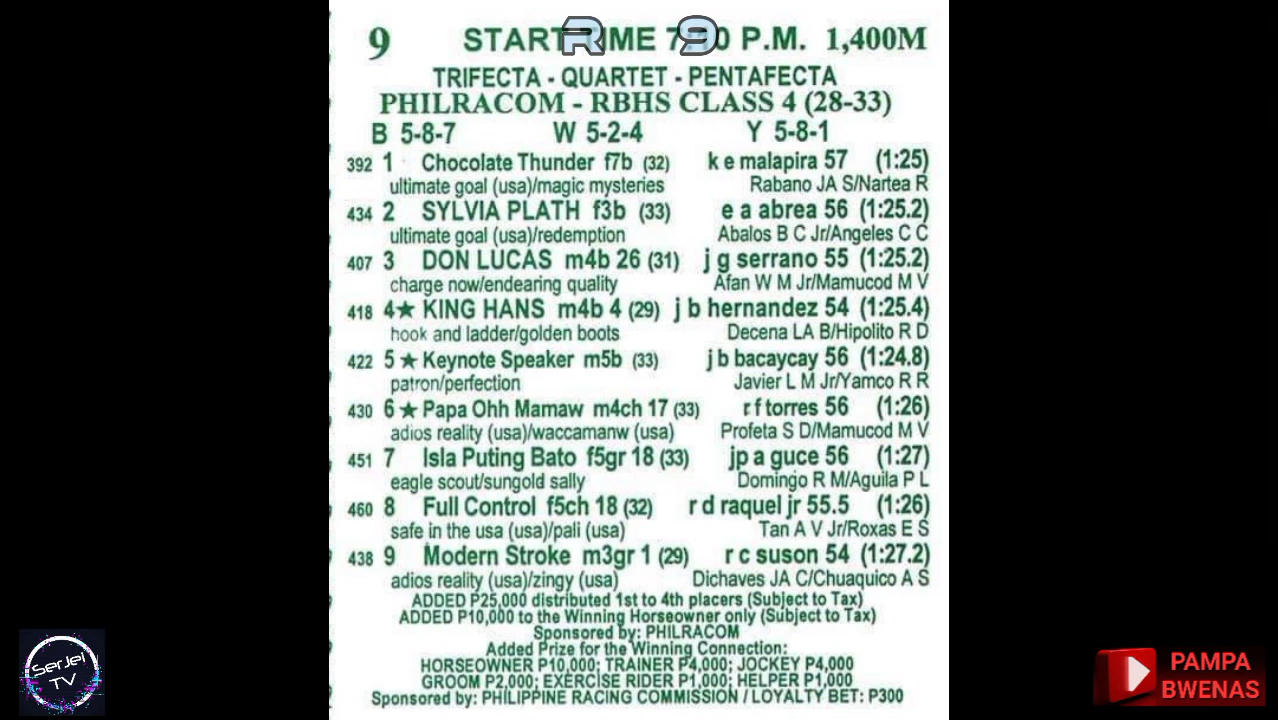 R 9
9 START TIME 7: 0 P.M. 1,400M
TRIFECTA - QUARTET - PENTAFECTA
PHILRACOM - RBHS CLASS 4 (28-33)
B 5-8-7 W 5-2-4 Y 5-8-1
392 1 Chocolate Thunder f7b (32) k e malapira 57 (1:25)
ultimate goal (usa)/magic mysteries Rabano JA S/Nartea R
434 2 SYLVIA PLATH f3b (33) e a abrea 56 (1:25.2)
ultimate goal (usa)/redemption Abalos B C Jr/Angeles C C
407 3 DON LUCAS m4b 26 (31) j g serrano 55 (1:25.2)
charge now/endearing quality Afan W M Jr/Mamucod M V
418 4★ KING HANS m4b 4 (29) j b hernandez 54 (1:25.4)
hook and ladder/golden boots Decena LA B/Hipolito R D
422 5★ Keynote Speaker m5b (33) j b bacaycay 56 (1:24.8)
patron/perfection Javier L M Jr/Yamco R R
430 6★ Papa Ohh Mamaw m4ch 17 (33) r f torres 56 (1:26)
adios reality (usa)/waccamanw (usa) Profeta S D/Mamucod M V
451 7 Isla Puting Bato f5gr 18 (33) jp a guce 56 (1:27)
eagle scout/sungold sally Domingo R M/Aguila P L
460 8 Full Control f5ch 18 (32) r d raquel jr 55.5 (1:26)
safe in the usa (usa)/pali (usa) Tan A V Jr/Roxas E S
438 9 Modern Stroke m3gr 1 (29) r c suson 54 (1:27.2)
adios reality (usa)/zingy (usa) Dichaves JA C/Chuaquico A S
ADDED P25,000 distributed 1st to 4th placers (Subject to Tax)
ADDED P10,000 to the Winning Horseowner only (Subject to Tax)
Sponsored by: PHILRACOM
Added Prize for the Winning Connection:
HORSEOWNER P10,000; TRAINER P4,000; JOCKEY P4,000
GROOM P2,000; EXERCISE RIDER P1,000; HELPER P1,000
Sponsored by: PHILIPPINE RACING COMMISSION / LOYALTY BET: P300
SerJel
TV
PAMPA
BWENAS